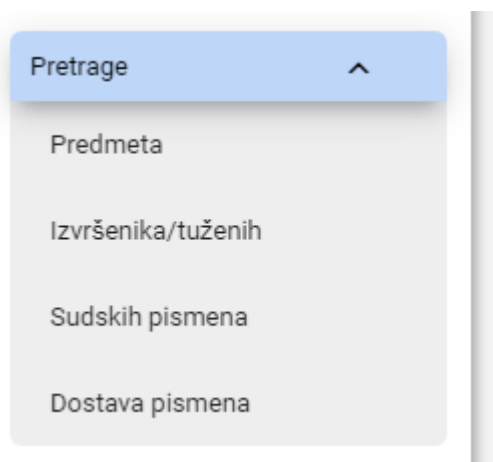 Pretrage
Predmeta
Izvršenika/tuženih
Sudskih pismena
Dostava pismena